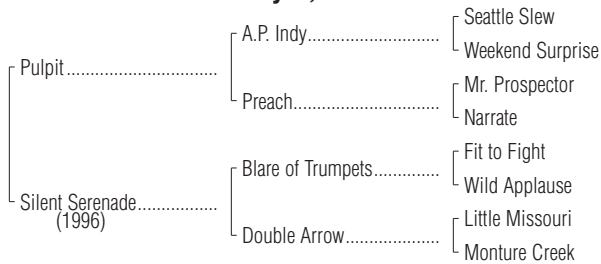 Seattle Slew
A.P. Indy
Weekend Surprise
Pulpit
Mr. Prospector
Preach
Narrate
Fit to Fight
Blare of Trumpets
Wild Applause
Silent Serenade
(1996)
Little Missouri
Double Arrow
Monture Creek